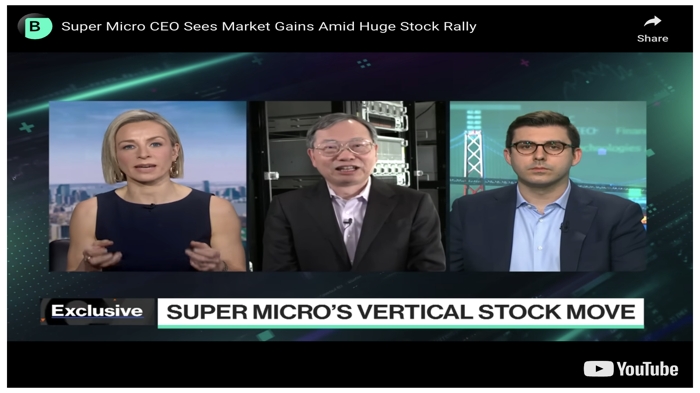 B
Super Micro CEO Sees Market Gains Amid Huge Stock Rally
Share
Exclusive
SUPER MICRO'S VERTICAL STOCK MOVE
YouTube